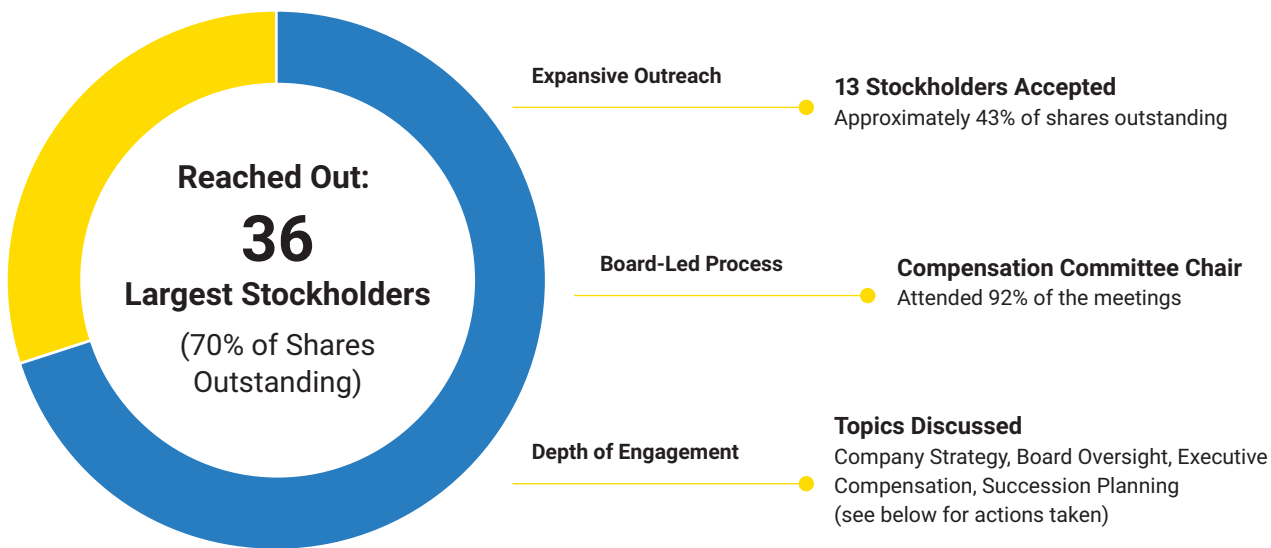 Reached Out:
36
Largest Stockholders
(70% of Shares
Outstanding)
Expansive Outreach
13 Stockholders Accepted
Approximately 43% of shares outstanding
Board-Led Process
Compensation Committee Chair
Attended 92% of the meetings
Depth of Engagement
Topics Discussed
Company Strategy, Board Oversight, Executive
Compensation, Succession Planning
(see below for actions taken)